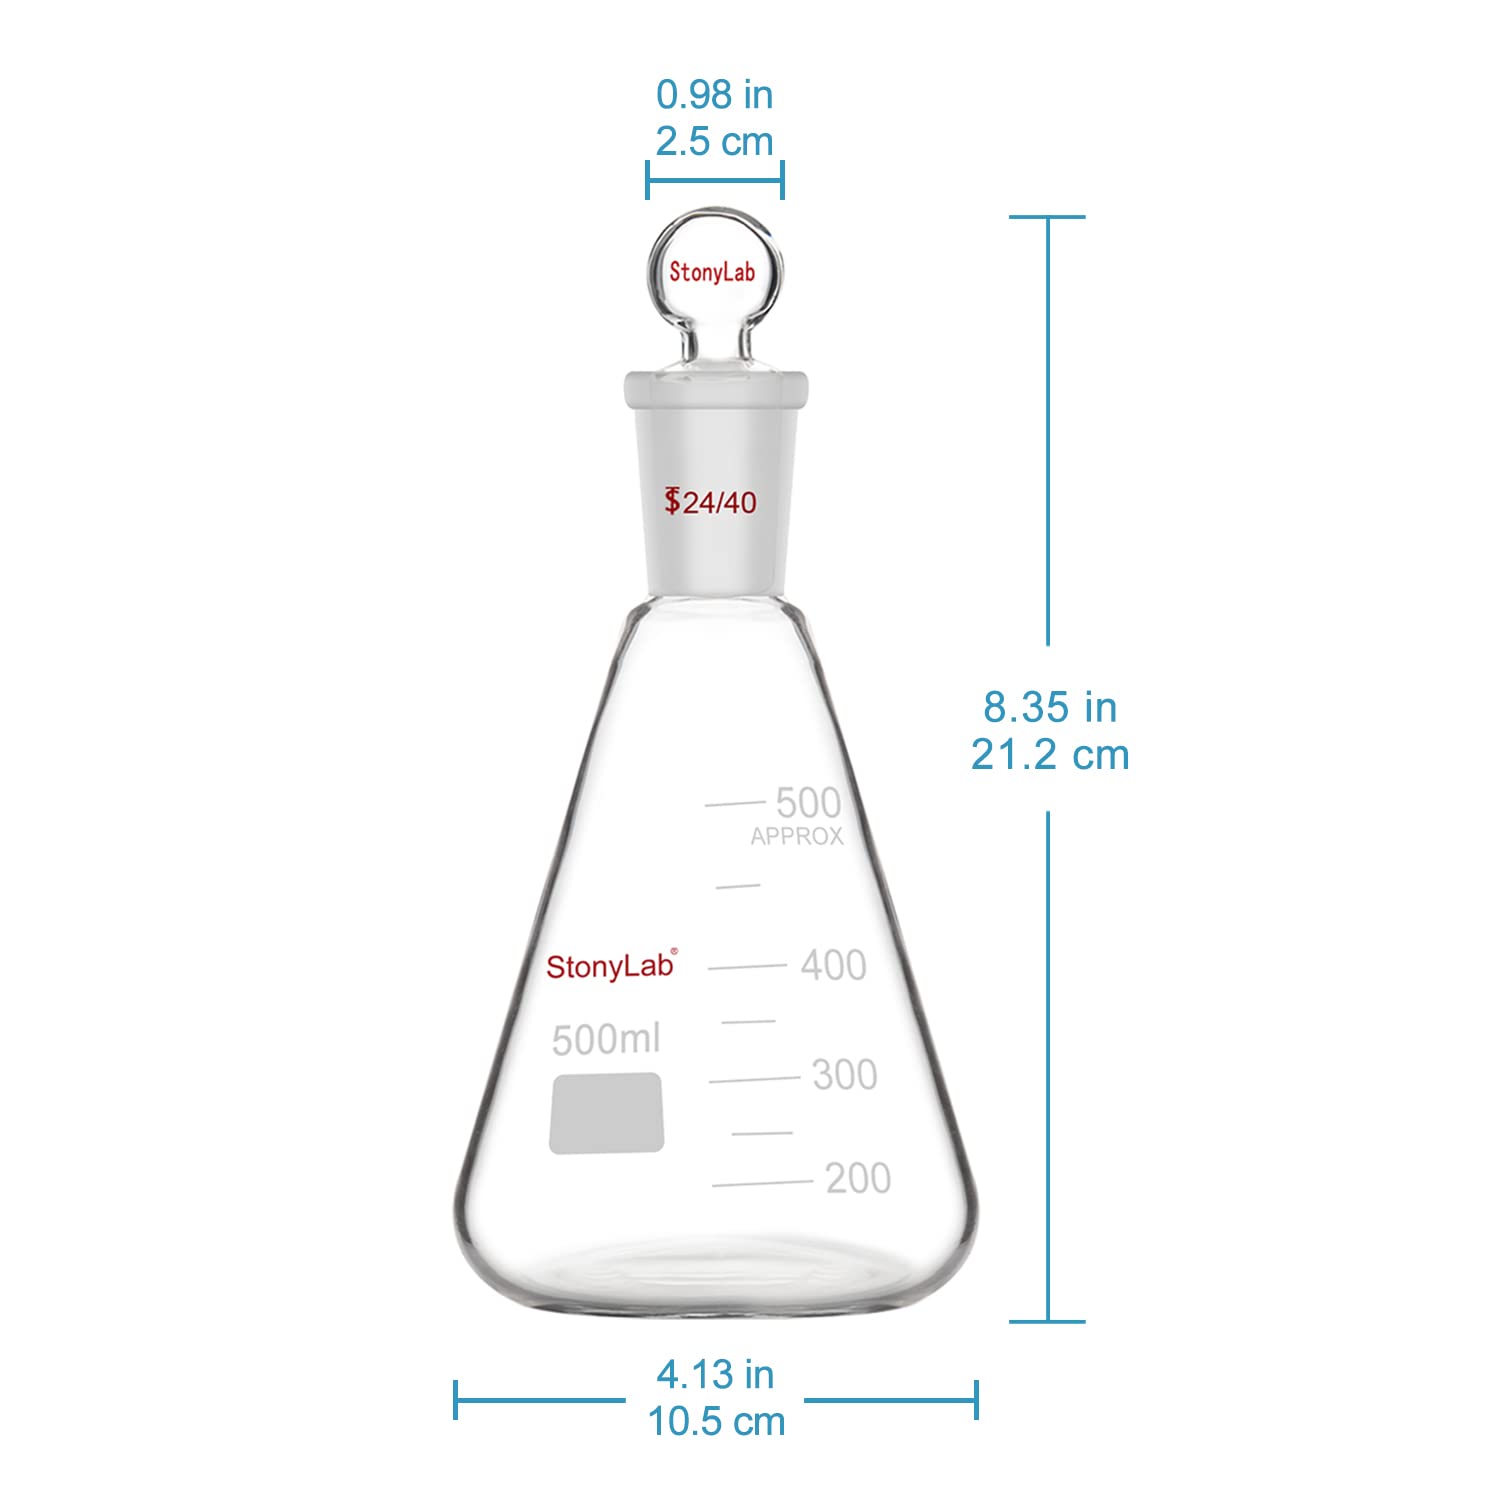 0.98 in
2.5 cm
StonyLab
8.35 in
21.2 cm
$24/40
500
APPROX
400
StonyLab®
500ml
300
200
4.13 in
10.5 cm